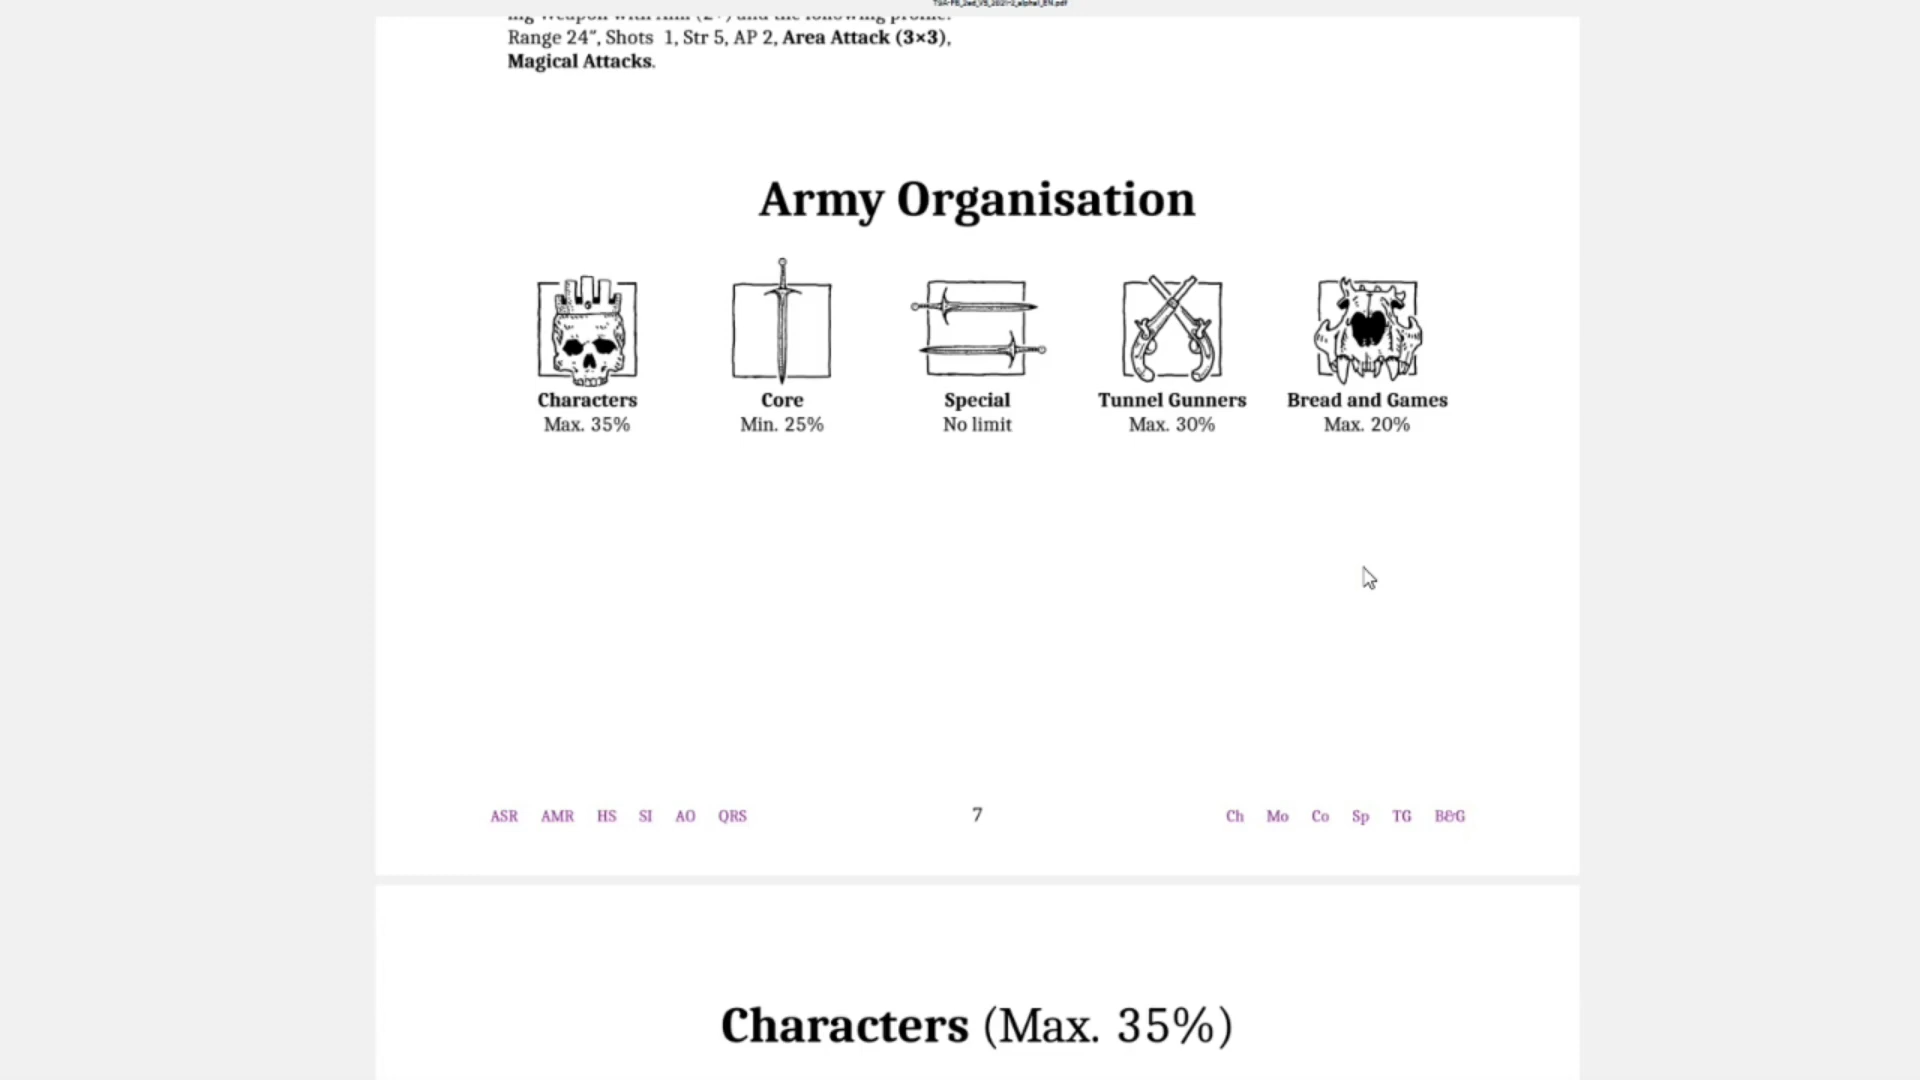 Range 24″, Shots 1, Str 5, AP 2, Area Attack (3×3),
Magical Attacks.
Army Organisation
Characters
Max. 35%
Core
Min. 25%
Special
No limit
Tunnel Gunners
Max. 30%
Bread and Games
Max. 20%
ASR AMR HS SI AO QRS
7
Ch Mo Co Sp TG B&G
Characters (Max. 35%)